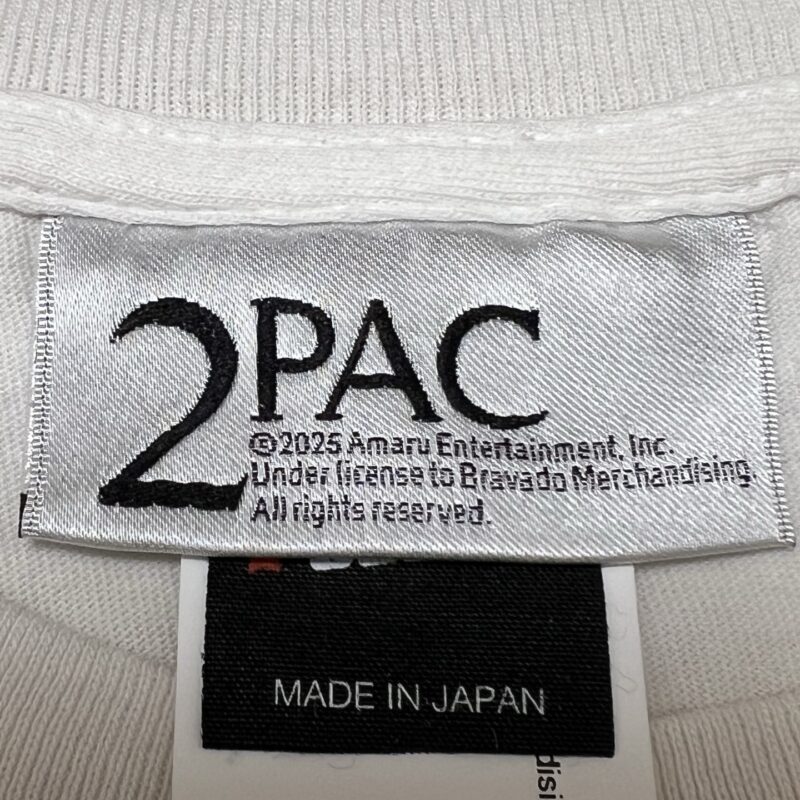 2PAC
©2025 Amaru Entertainment, Inc.
Under license to Bravado Merchandising.
All rights reserved.
MADE IN JAPAN